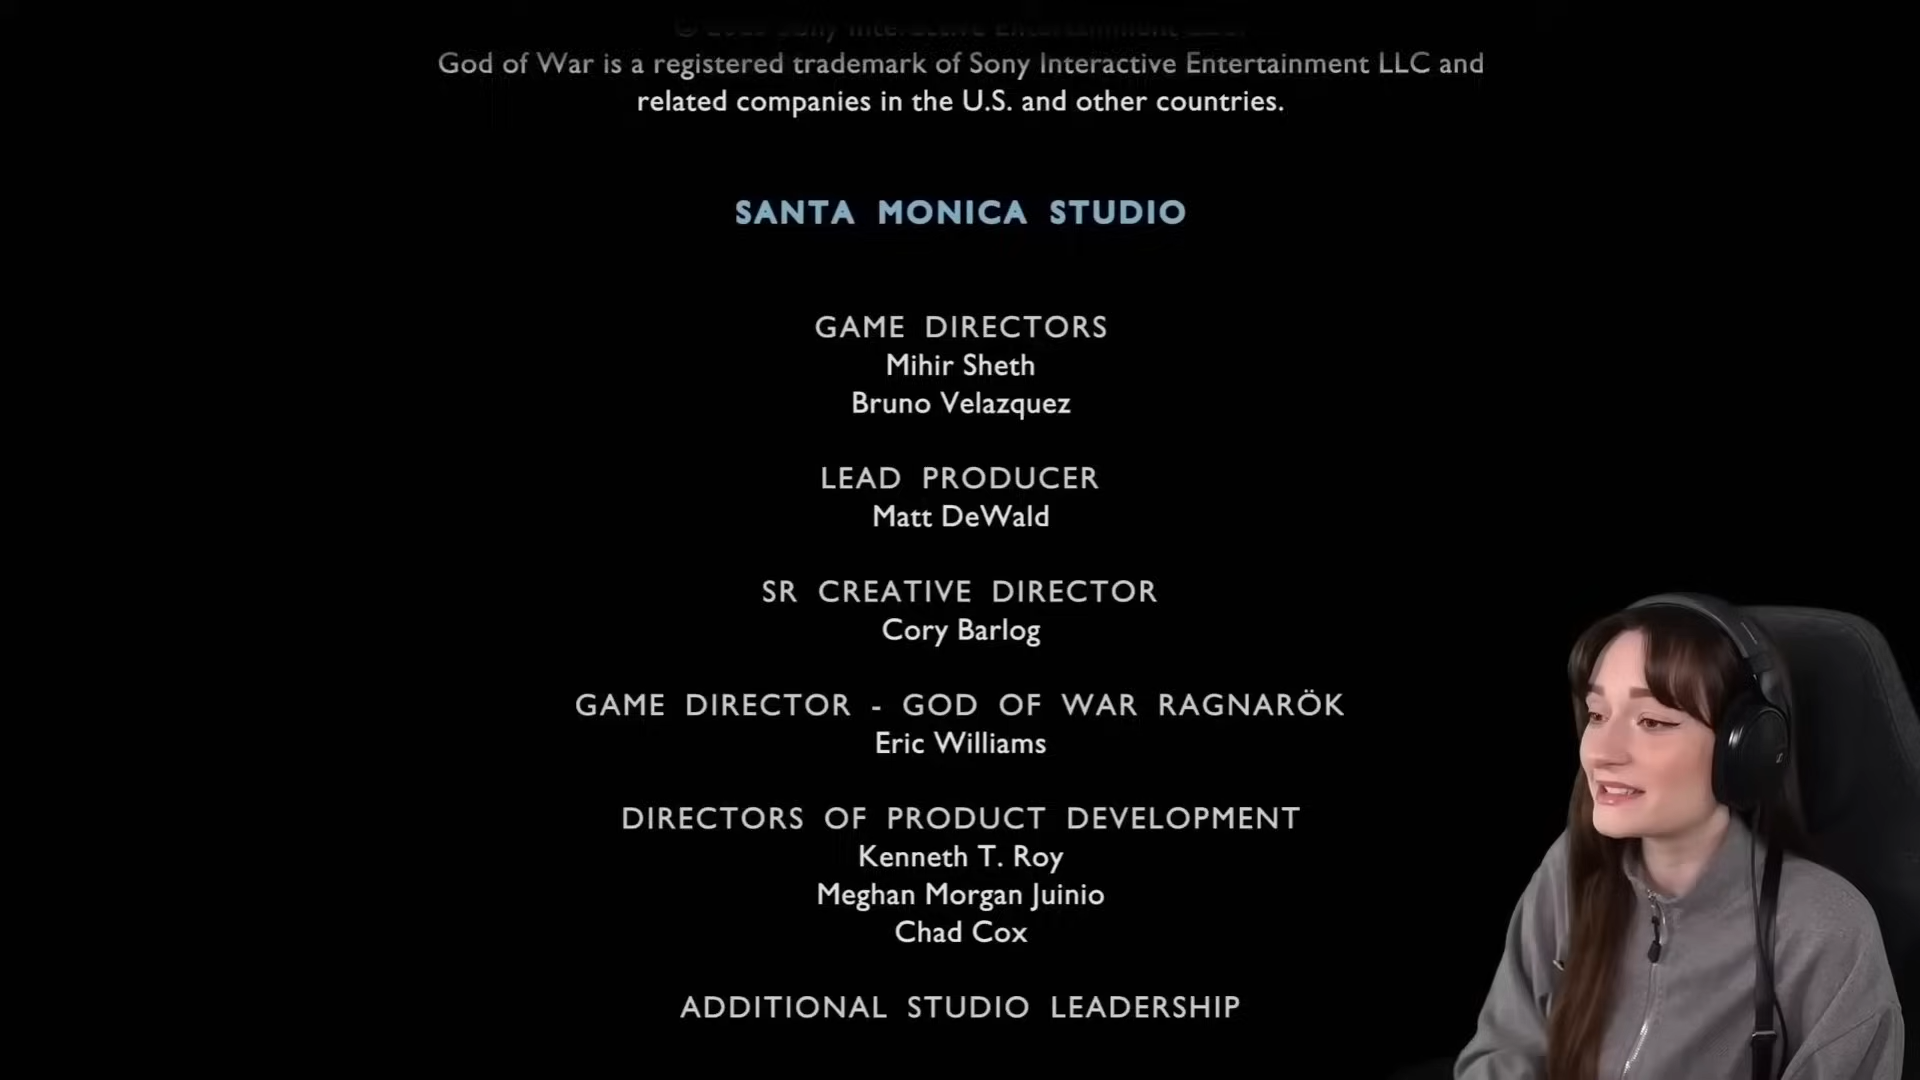 Sony Interactive Entertainment
God of War is a registered trademark of Sony Interactive Entertainment LLC and
related companies in the U.S. and other countries.
SANTA MONICA STUDIO
GAME DIRECTORS
Mihir Sheth
Bruno Velazquez
LEAD PRODUCER
Matt DeWald
SR CREATIVE DIRECTOR
Cory Barlog
GAME DIRECTOR - GOD OF WAR RAGNARÖK
Eric Williams
DIRECTORS OF PRODUCT DEVELOPMENT
Kenneth T. Roy
Meghan Morgan Juinio
Chad Cox
ADDITIONAL STUDIO LEADERSHIP